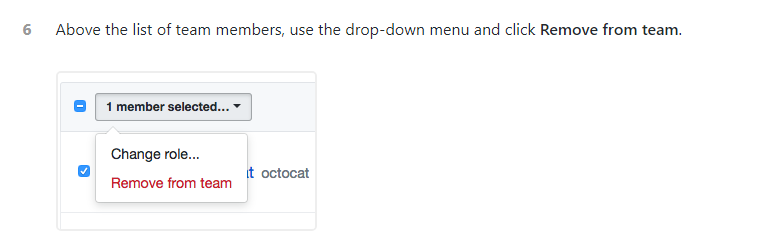 6 Above the list of team members, use the drop-down menu and click Remove from team.
1 member selected...
Change role...
t octocat
Remove from team